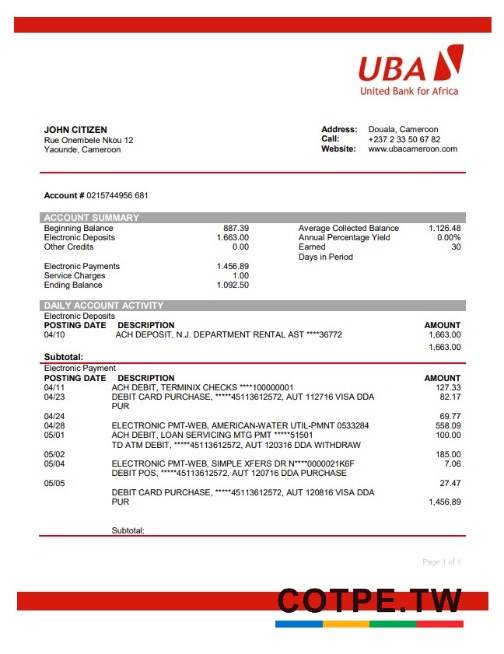 UBA
United Bank for Africa
JOHN CITIZEN
Rue Onembele Nkou 12
Yaounde, Cameroon
Address: Douala, Cameroon
Call: +237 2 33 50 67 82
Website: www.ubacameroon.com
Account # 0215744956 681
ACCOUNT SUMMARY
Beginning Balance 887.39 Average Collected Balance 1.126.48
Electronic Deposits 1.663.00 Annual Percentage Yield 0.00%
Other Credits 0.00 Earned 30
Days in Period
Electronic Payments 1.456.89
Service Charges 1.00
Ending Balance 1.092.50
DAILY ACCOUNT ACTIVITY
Electronic Deposits
POSTING DATE DESCRIPTION AMOUNT
04/10 ACH DEPOSIT, N.J. DEPARTMENT RENTAL AST ****36772 1,663.00
1,663.00
Subtotal:
Electronic Payment
POSTING DATE DESCRIPTION AMOUNT
04/11 ACH DEBIT, TERMINIX CHECKS ****100000001 127.33
04/23 DEBIT CARD PURCHASE, *****45113612572, AUT 112716 VISA DDA 82.17
PUR
04/24 69.77
04/28 ELECTRONIC PMT-WEB, AMERICAN-WATER UTIL-PMNT 0533284 558.09
05/01 ACH DEBIT, LOAN SERVICING MTG PMT *****51501 100.00
TD ATM DEBIT, *****45113612572, AUT 120316 DDA WITHDRAW
05/02 185.00
05/04 ELECTRONIC PMT-WEB, SIMPLE XFERS DR N****0000021K6F 7.06
DEBIT POS, *****45113612572, AUT 120716 DDA PURCHASE
05/05 27.47
DEBIT CARD PURCHASE, *****45113612572, AUT 120816 VISA DDA
PUR 1,456.89
Subtotal:
Page 1 of 1
COTPE.TW